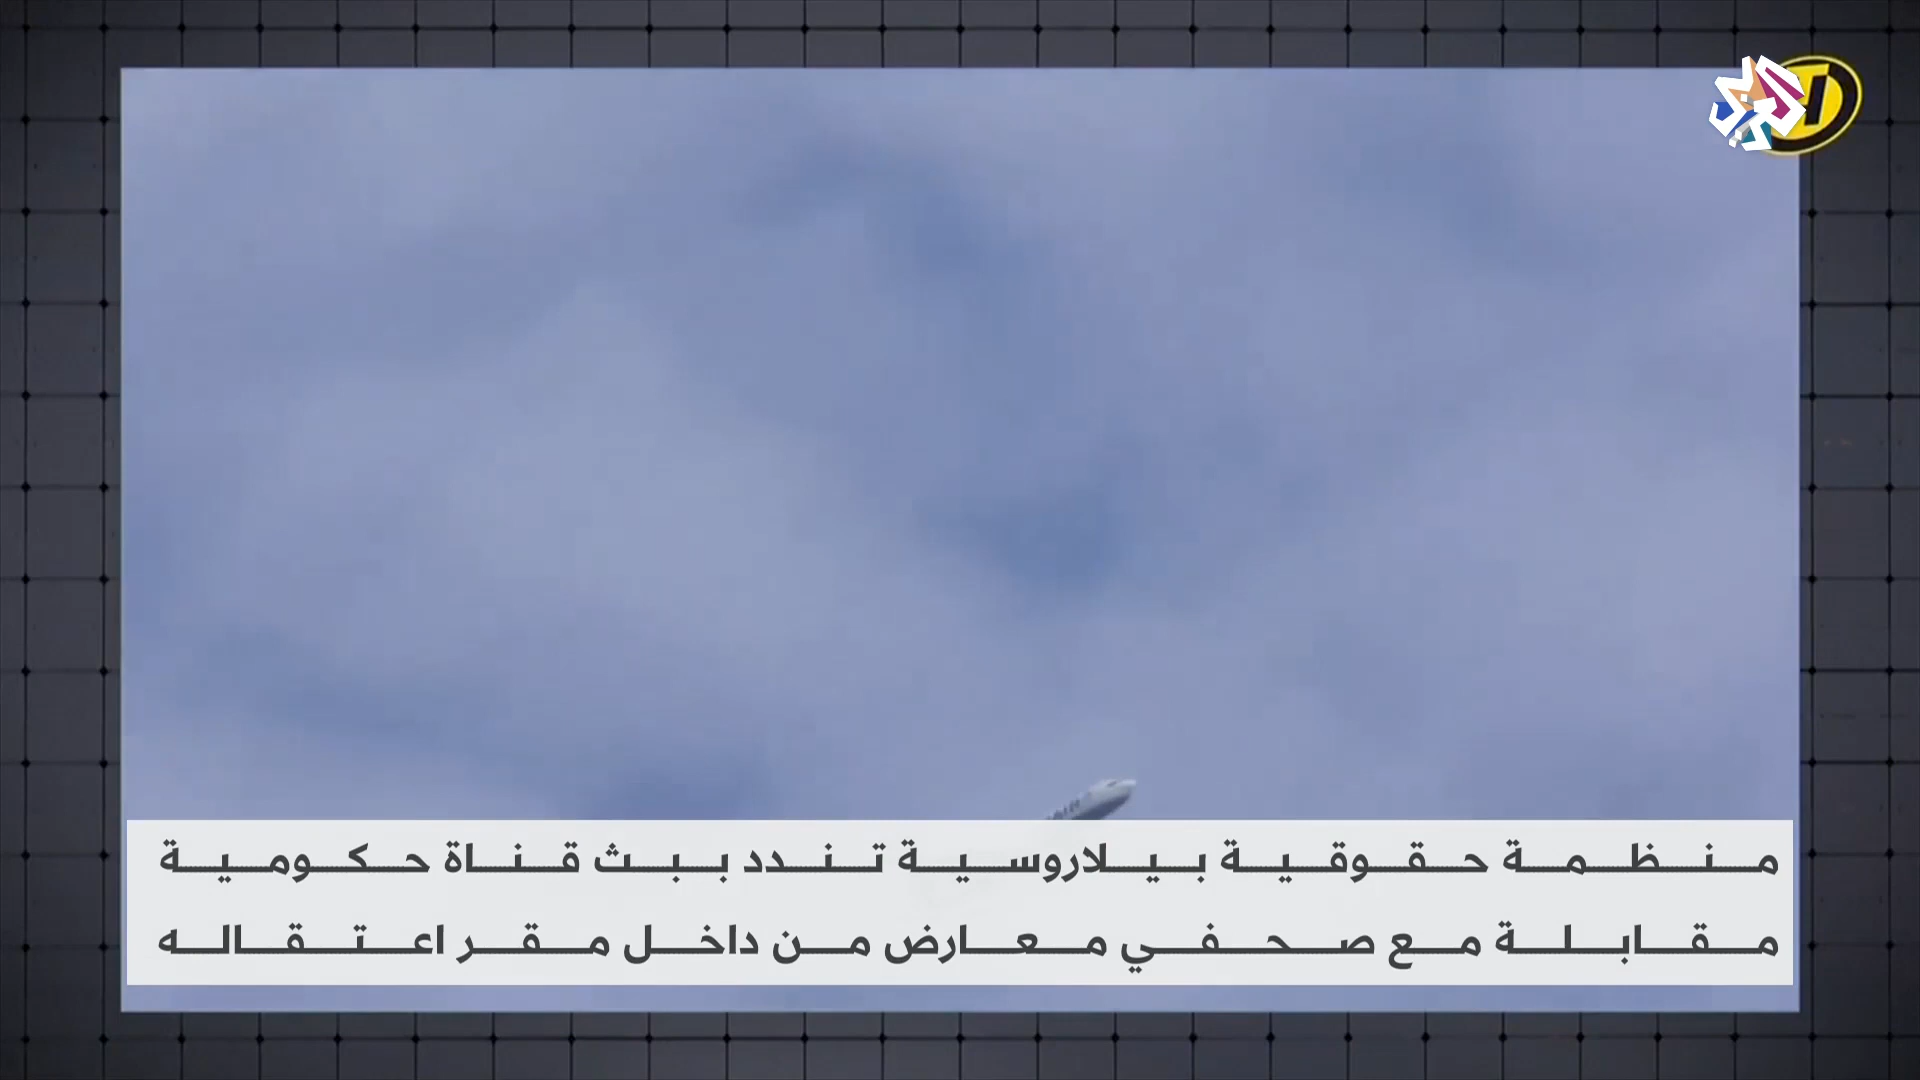 منظمة حقوقية بيلاروسية تندد ببث قناة حكومية
مقابلة مع صحفي معارض من داخل مقر اعتقاله